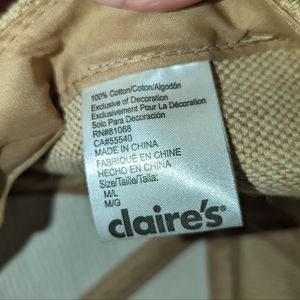 100% Cotton/Coton/Algodón
Exclusive of Decoration
Exclusivement Pour La Décoration
Solo Para Decoración
RN#81088
CA#55540
MADE IN CHINA
FABRIQUÉ EN CHINE
HECHO EN CHINA
Size/Taille/Talla:
M/L
M/G
claire's